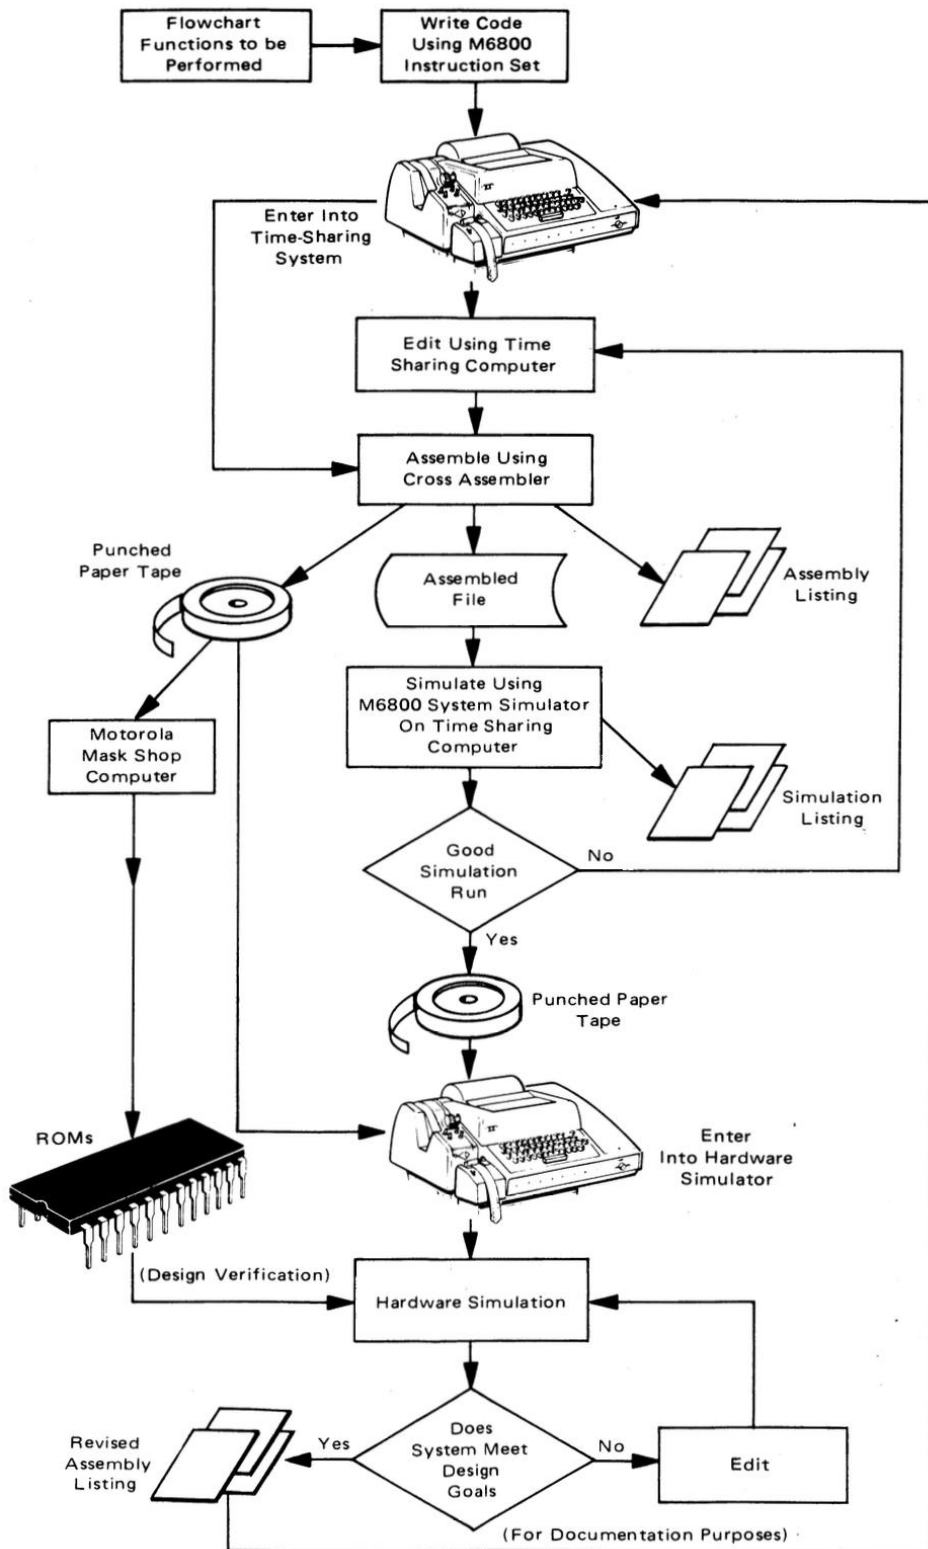 Flowchart
Functions to be
Performed
Write Code
Using M6800
Instruction Set
Enter Into
Time-Sharing
System
Edit Using Time
Sharing Computer
Assemble Using
Cross Assembler
Punched
Paper Tape
Assembled
File
Assembly
Listing
Simulate Using
M6800 System Simulator
On Time Sharing
Computer
Motorola
Mask Shop
Computer
Simulation
Listing
Good
Simulation
Run
No
Yes
Punched Paper
Tape
ROMs
Enter
Into Hardware
Simulator
(Design Verification)
Hardware Simulation
Revised
Assembly
Listing
Yes
Does
System Meet
Design
Goals
No
Edit
(For Documentation Purposes)